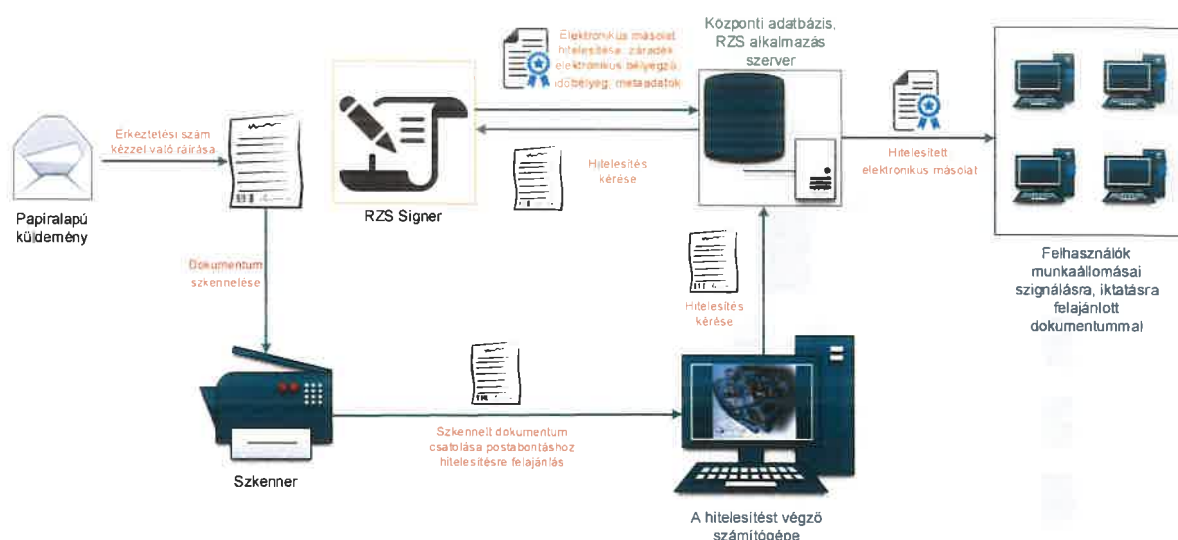 Papíralapú
küldemény
Érkeztetési szám
kézzel való ráírása
Dokumentum
szkennelése
Szkenner
Szkennelt dokumentum
csatolása postabontáshoz
hitelesítésre felajánlás
A hitelesítést végző
számítógépe
Hitelesítés
kérése
Központi adatbázis,
RZS alkalmazás
szerver
Hitelesítés
kérése
RZS Signer
Elektronikus másolat
hitelesítése, záradék,
elektronikus bélyegző,
időbélyeg, metaadatok
Hitelesített
elektronikus másolat
Felhasználók
munkaállomásai
szignálásra, iktatásra
felajánlott
dokumentummal